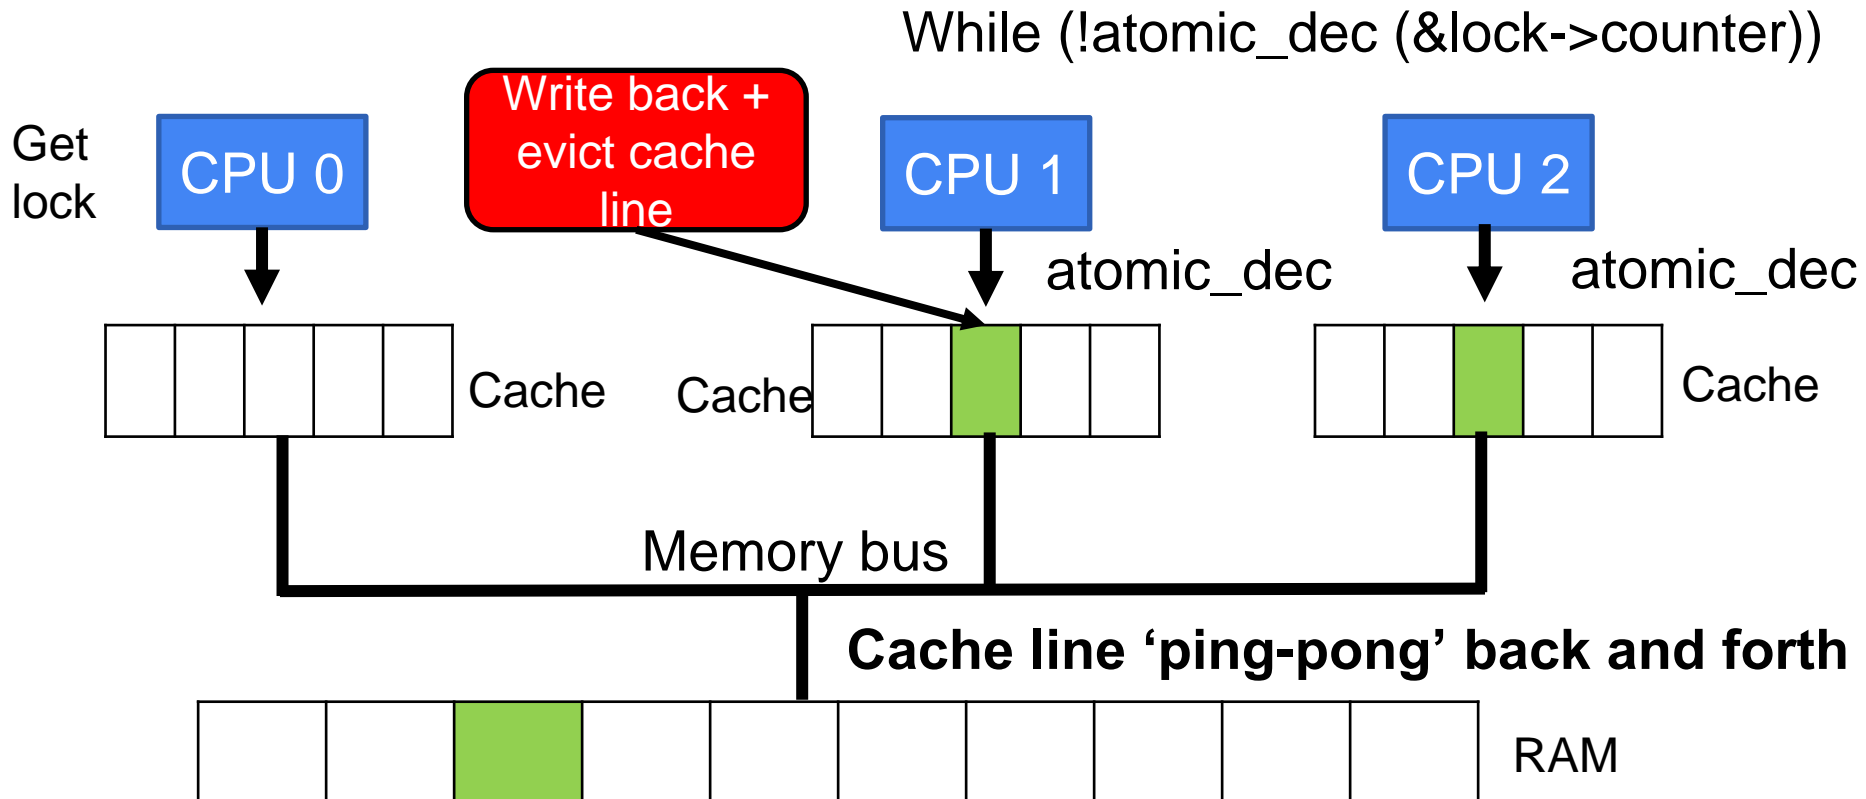 While (!atomic_dec (&lock->counter))
Get
lock
CPU 0
Write back +
evict cache
line
CPU 1
CPU 2
atomic_dec
atomic_dec
Cache
Cache
Cache
Memory bus
Cache line ‘ping-pong’ back and forth
RAM